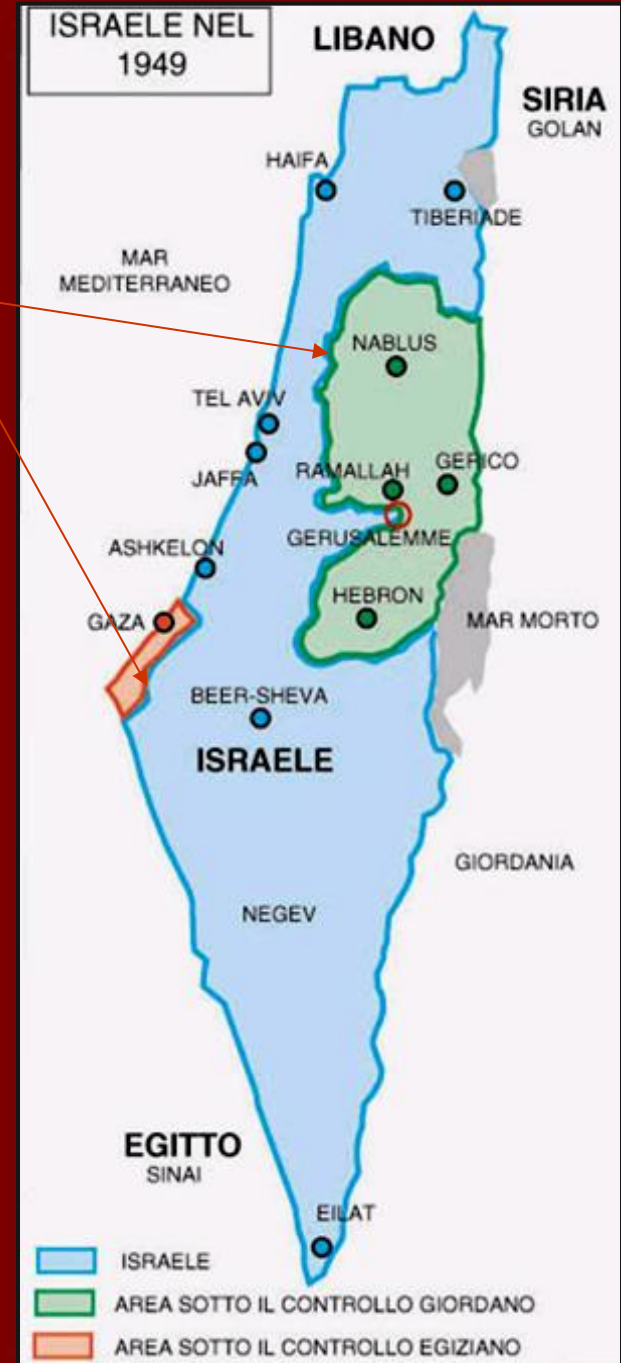 ISRAELE NEL
1949
LIBANO
SIRIA
GOLAN
HAIFA
TIBERIADE
MAR
MEDITERRANEO
NABLUS
TEL AVIV
JAFFA
RAMALLAH
GERICO
GERUSALEMME
ASHKELON
HEBRON
GAZA
MAR MORTO
BEER-SHEVA
ISRAELE
GIORDANIA
NEGEV
EGITTO
SINAI
EILAT
ISRAELE
AREA SOTTO IL CONTROLLO GIORDANO
AREA SOTTO IL CONTROLLO EGIZIANO